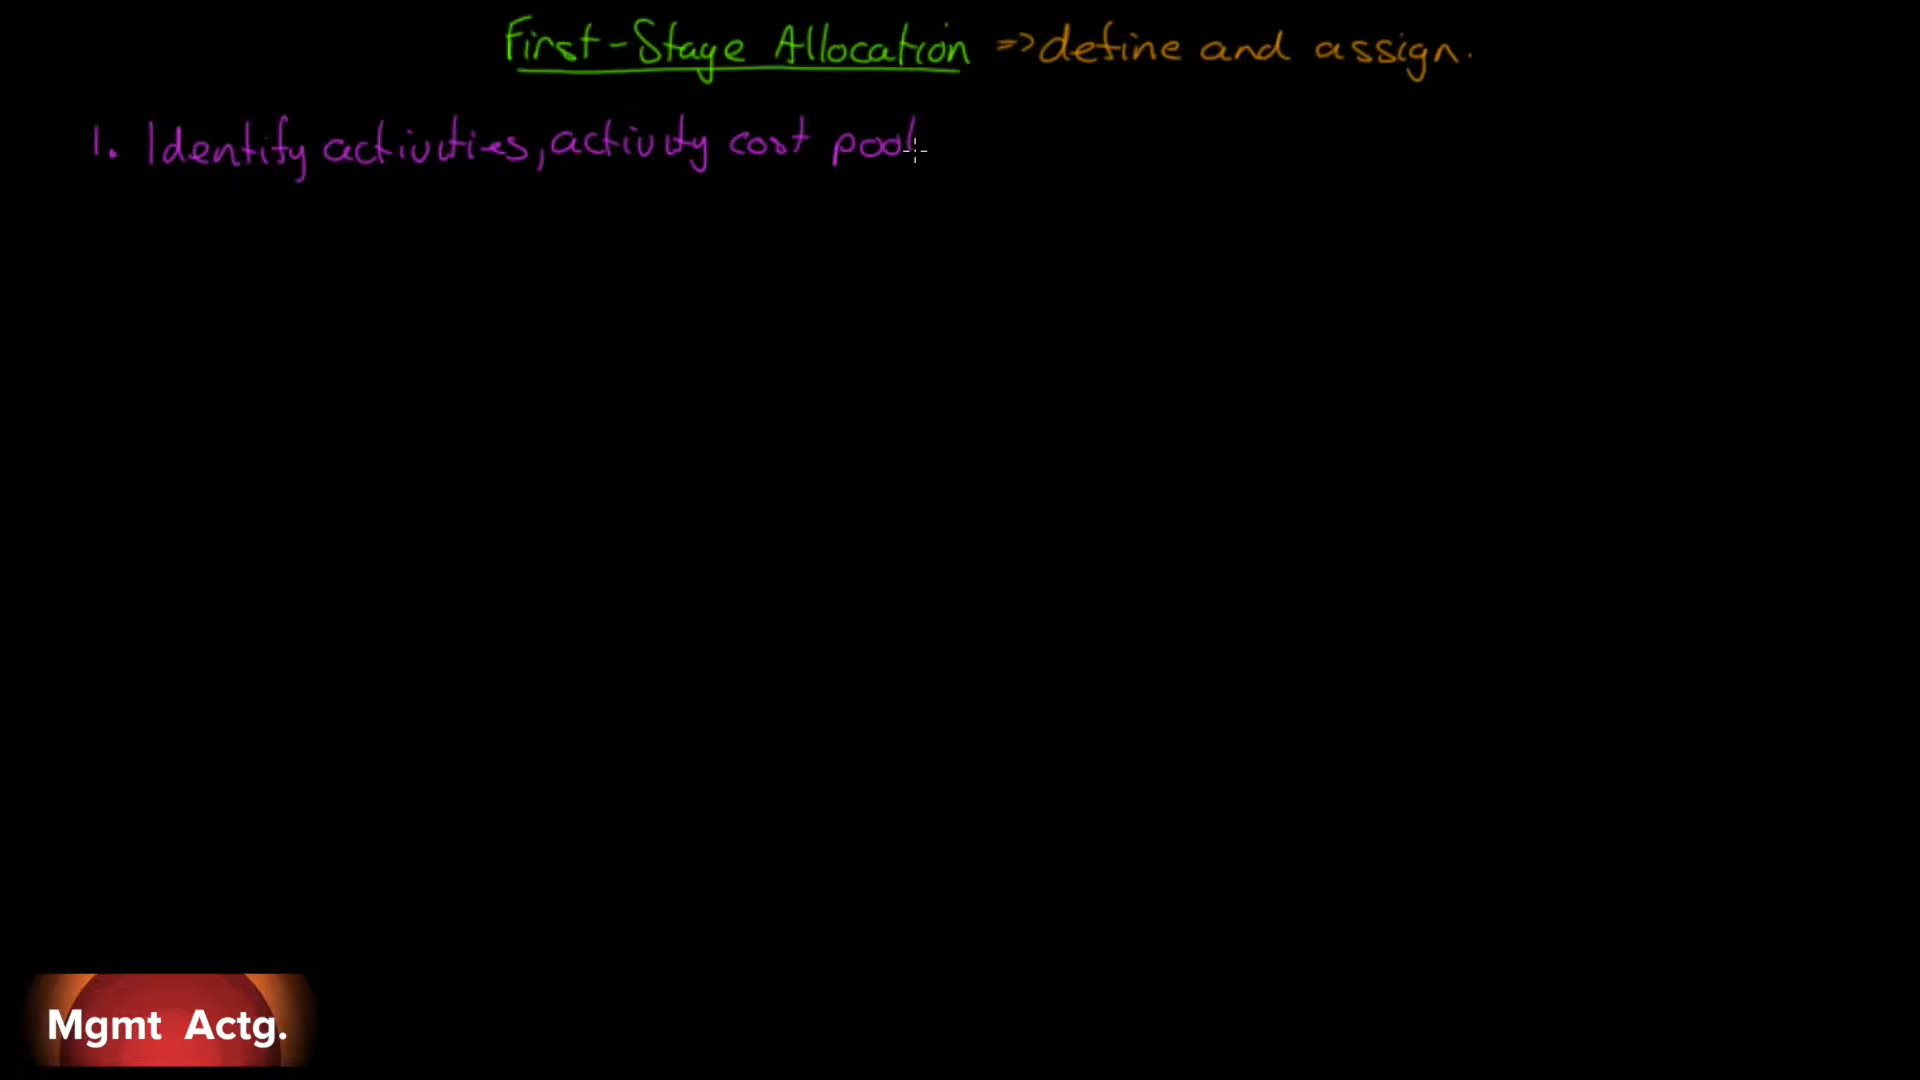 First-Stage Allocation => define and assign.
1. Identify activities, activity cost pool
Mgmt Actg.